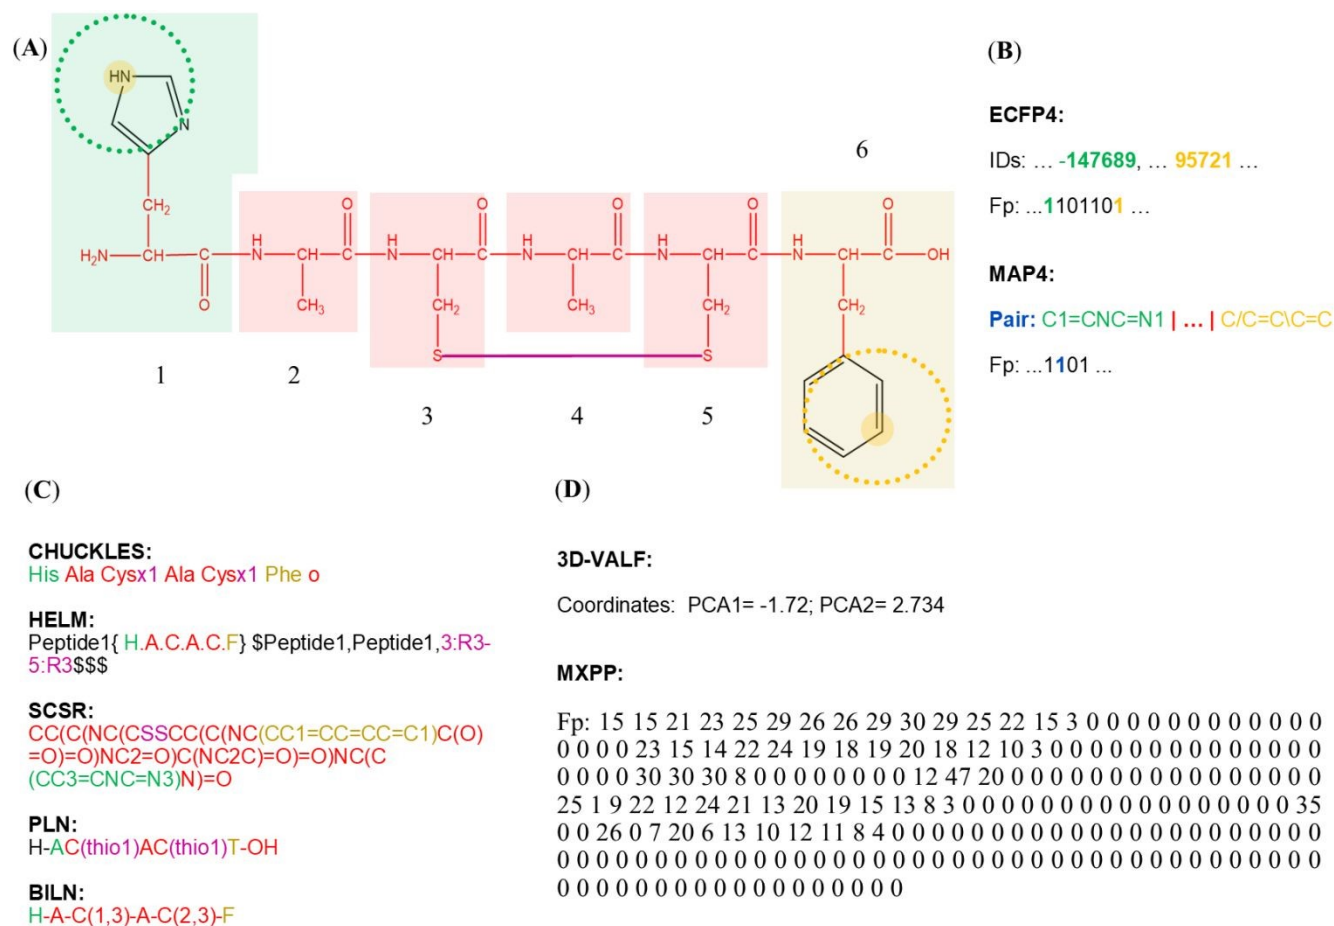 (A)
HN
N
CH2
H2N
CH
O
H
N
CH
O
CH3
H
N
CH
O
CH2
S
H
N
CH
O
CH3
H
N
CH
O
CH2
S
H
N
CH
O
OH
CH2
1
2
3
4
5
6
(B)
ECFP4:
IDs: ... -147689, ... 95721 ...
Fp: ...1101101 ...
MAP4:
Pair: C1=CNC=N1 | ... | C/C=C\C=C
Fp: ...1101 ...
(C)
CHUCKLES:
His Ala Cysx1 Ala Cysx1 Phe o
HELM:
Peptide1{ H.A.C.A.C.F} $Peptide1,Peptide1,3:R3-
5:R3$$$
SCSR:
CC(C(NC(CSSCC(C(NC(CC1=CC=CC=C1)C(O)
=O)=O)NC2=O)C(NC2C)=O)=O)NC(C
(CC3=CNC=N3)N)=O
PLN:
H-AC(thio1)AC(thio1)T-OH
BILN:
H-A-C(1,3)-A-C(2,3)-F
(D)
3D-VALF:
Coordinates: PCA1= -1.72; PCA2= 2.734
MXPP:
Fp: 15 15 21 23 25 29 26 26 29 30 29 25 22 15 3 0 0 0 0 0 0 0 0 0 0 0 0
0 0 0 0 23 15 14 22 24 19 18 19 20 18 12 10 3 0 0 0 0 0 0 0 0 0 0 0 0 0 0
0 0 0 0 30 30 30 8 0 0 0 0 0 0 0 0 12 47 20 0 0 0 0 0 0 0 0 0 0 0 0 0 0 0
25 1 9 22 12 24 21 13 20 19 15 13 8 3 0 0 0 0 0 0 0 0 0 0 0 0 0 0 0 0 0 35
0 0 26 0 7 20 6 13 10 12 11 8 4 0 0 0 0 0 0 0 0 0 0 0 0 0 0 0 0 0 0 0 0
0 0 0 0 0 0 0 0 0 0 0 0 0 0 0 0 0 0 0 0 0 0 0 0 0 0 0 0 0 0 0 0 0 0 0 0 0 0
0 0 0 0 0 0 0 0 0 0 0 0 0 0 0 0 0 0